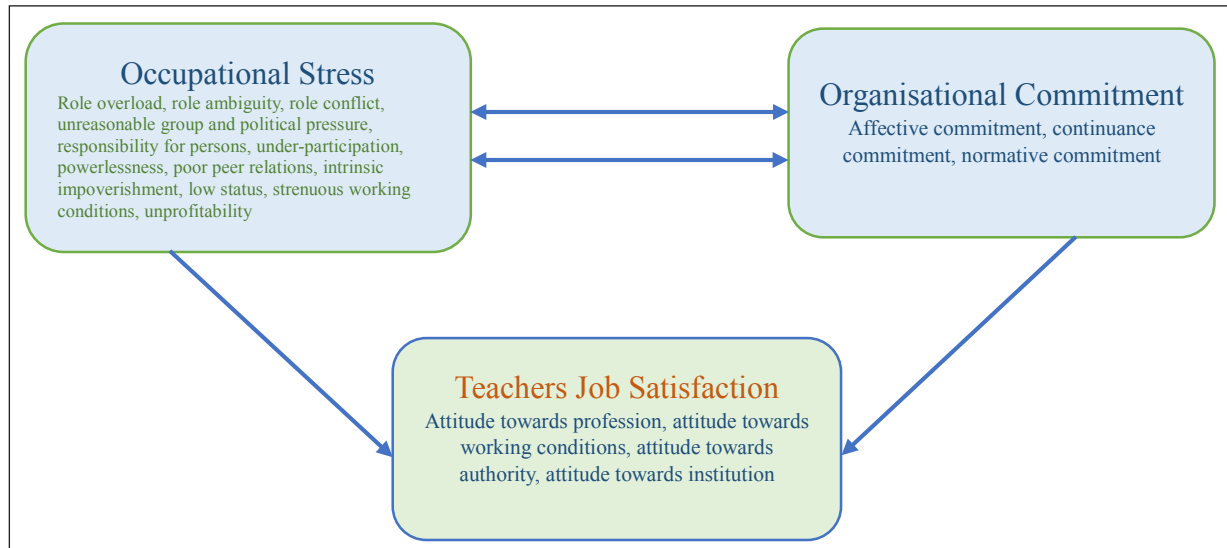 Occupational Stress
Role overload, role ambiguity, role conflict,
unreasonable group and political pressure,
responsibility for persons, under-participation,
powerlessness, poor peer relations, intrinsic
impoverishment, low status, strenuous working
conditions, unprofitability
Organisational Commitment
Affective commitment, continuance
commitment, normative commitment
Teachers Job Satisfaction
Attitude towards profession, attitude towards
working conditions, attitude towards
authority, attitude towards institution